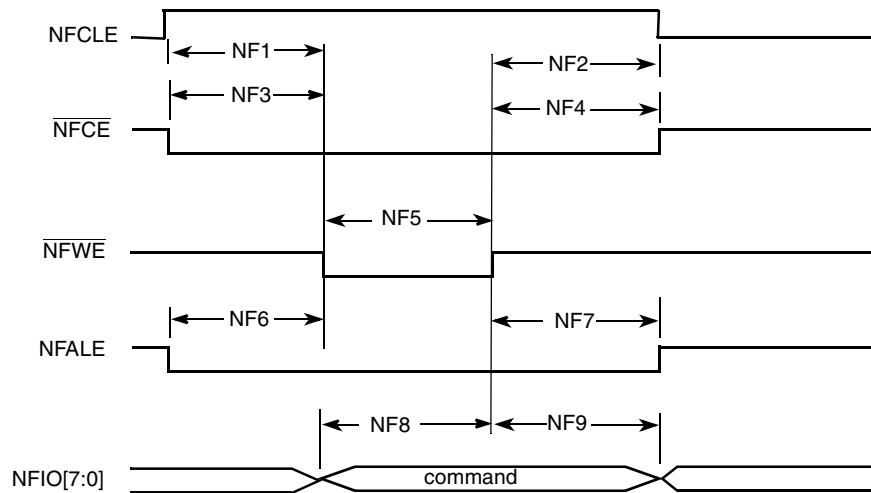 NFCLE
NF1
NF2
NF3
NF4
NFCE
NF5
NFWE
NF6
NF7
NFALE
NF8
NF9
NFIO[7:0]
command